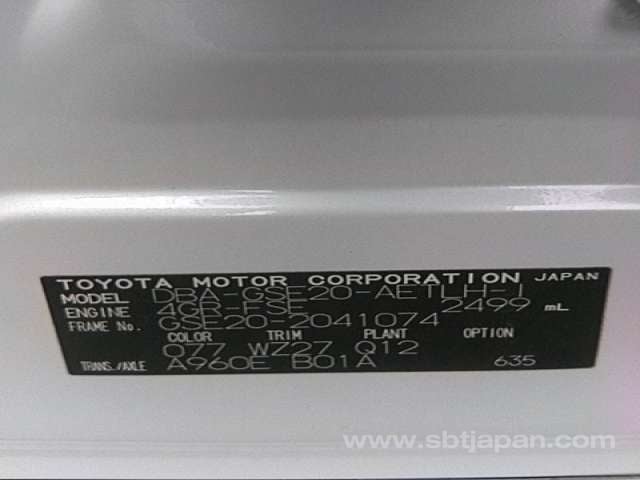 TOYOTA MOTOR CORPORATION JAPAN
MODEL DBA-GSE20-AETLH-I
ENGINE 4GR-FSE 2499 mL
FRAME No. GSE20-2041074
COLOR TRIM PLANT OPTION
077 WZ27 Q12
TRANS./AXLE A960E B01A 635
www.sbtjapan.com